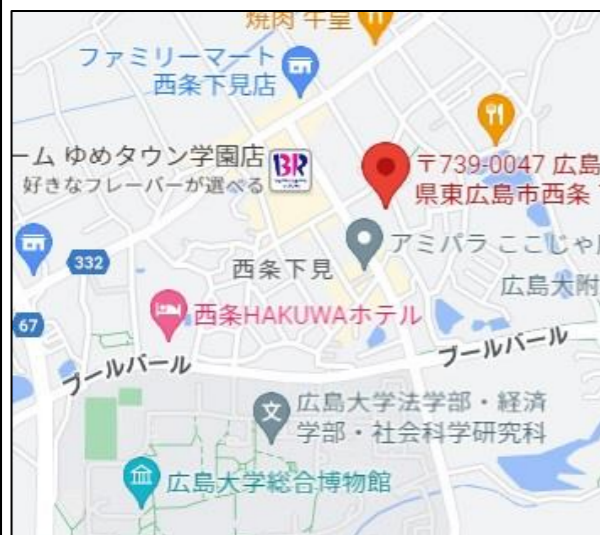 焼肉 牛皇
ファミリーマート
西条下見店
ーム ゆめタウン学園店
好きなフレーバーが選べる
BR
〒739-0047 広島
県東広島市西条
アミパラ ここじゃ
広島大附
332
西条下見
67
西条HAKUWAホテル
ブールバール
ブールバール
文
広島大学法学部・経済
学部・社会科学研究科
広島大学総合博物館